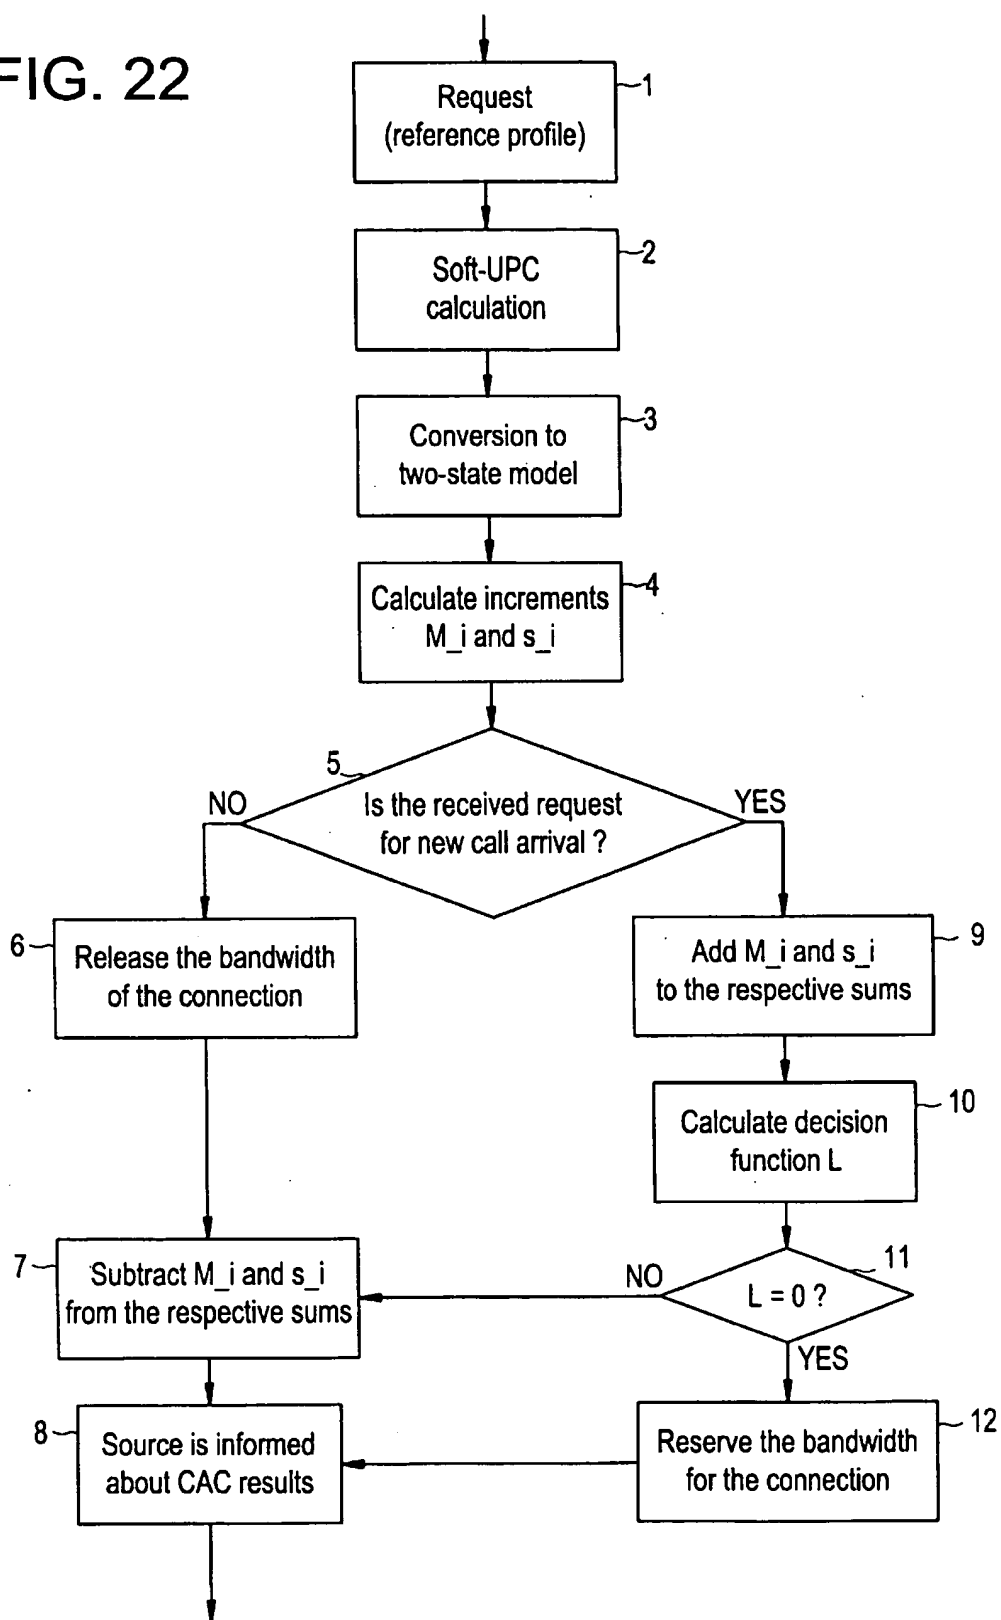 FIG. 22
1
Request
(reference profile)
2
Soft-UPC
calculation
3
Conversion to
two-state model
4
Calculate increments
M_i and s_i
5
Is the received request
for new call arrival ?
NO
YES
6
Release the bandwidth
of the connection
9
Add M_i and s_i
to the respective sums
10
Calculate decision
function L
7
Subtract M_i and s_i
from the respective sums
NO
11
L = 0 ?
YES
8
Source is informed
about CAC results
12
Reserve the bandwidth
for the connection